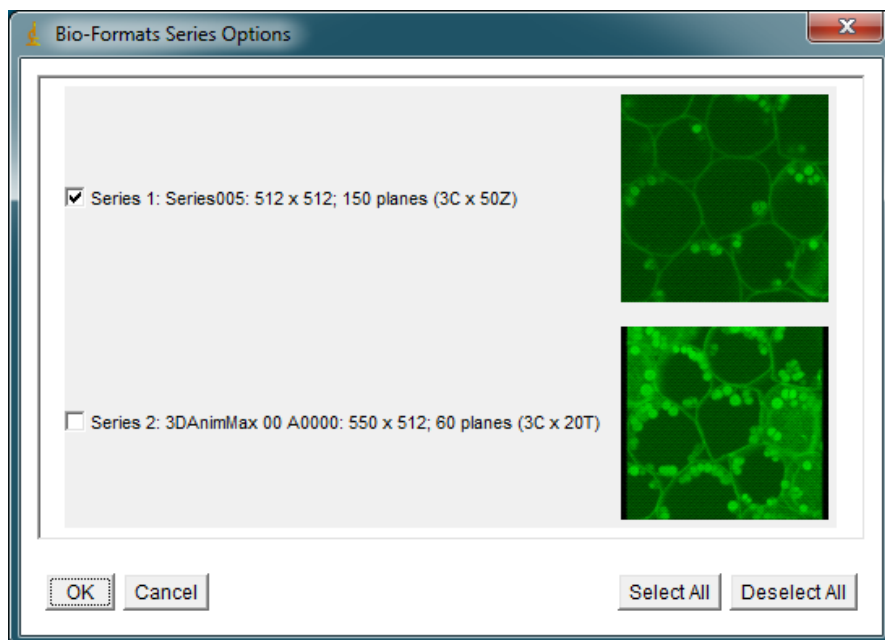 Bio-Formats Series Options
Series 1: Series005: 512 x 512; 150 planes (3C x 50Z)
Series 2: 3DAnimMax 00 A0000: 550 x 512; 60 planes (3C x 20T)
OK Cancel Select All Deselect All